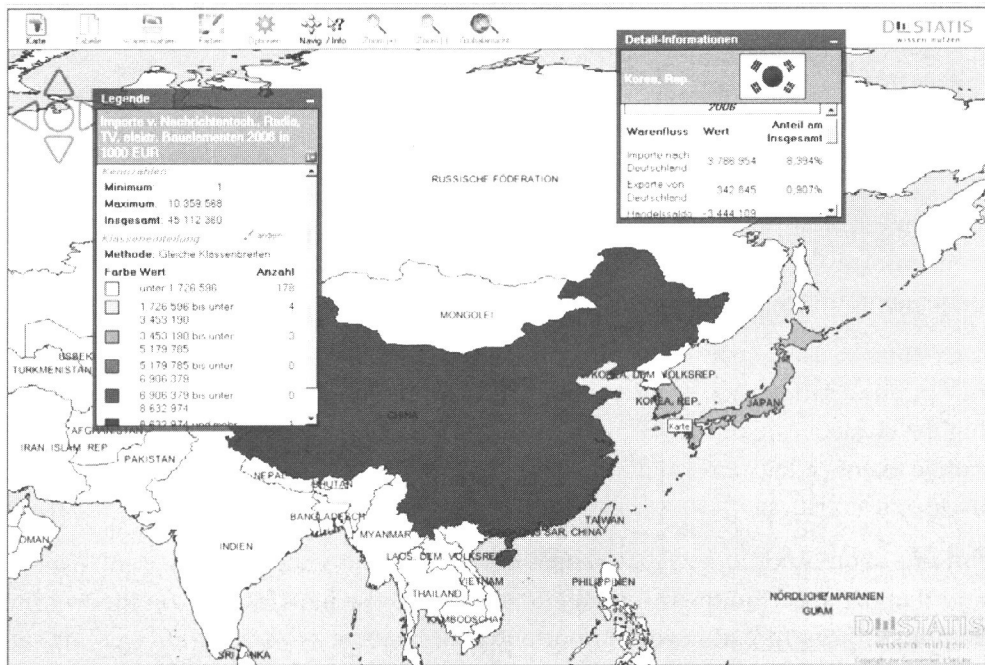 Karte Tabelle Farben Optionen Navig. / Info Zoom (+) Zoom (-)
DESTATIS
wissen nutzen
Detail-Informationen
Korea, Rep.
2006
Warenfluss Wert Anteil am
Insgesamt
Importe nach
Deutschland 3 786 954 8,394%
Exporte von
Deutschland 342 845 0,907%
Handelssaldo -3 444 109 -
Legende
v. Nachrichtentech., Radio,
TV, elektr. Bauelementen 2006 in
1000 EUR
Kennzahlen
Minimum: 1
Maximum: 10 359 568
Insgesamt: 45 112 360
Klasseneinteilung
Methode: Gleiche Klassenbreiten
Farbe Wert Anzahl
unter 1 726 596 178
1 726 596 bis unter 4
3 453 190
3 453 190 bis unter 3
5 179 785
5 179 785 bis unter 0
6 906 379
6 906 379 bis unter 0
8 632 974
8 632 974 und mehr 1
RUSSISCHE FÖDERATION
MONGOLEI
USBEK
TURKMENISTAN
KOREA, DEM. VOLKSREP.
KOREA, REP.
JAPAN
Karte
CHINA
AFGHANISTAN
IRAN, ISLAM. REP.
PAKISTAN
NEPAL
BHUTAN
BANGLADESCH
TAIWAN
OMAN
INDIEN
MYANMAR
SAR, CHINA
LAOS, DEM. VOLKSREP.
VIETNAM
THAILAND
PHILIPPINEN
KAMBODSCHA
NÖRDLICHE MARIANEN
GUAM
SRI LANKA
DESTATIS
wissen nutzen